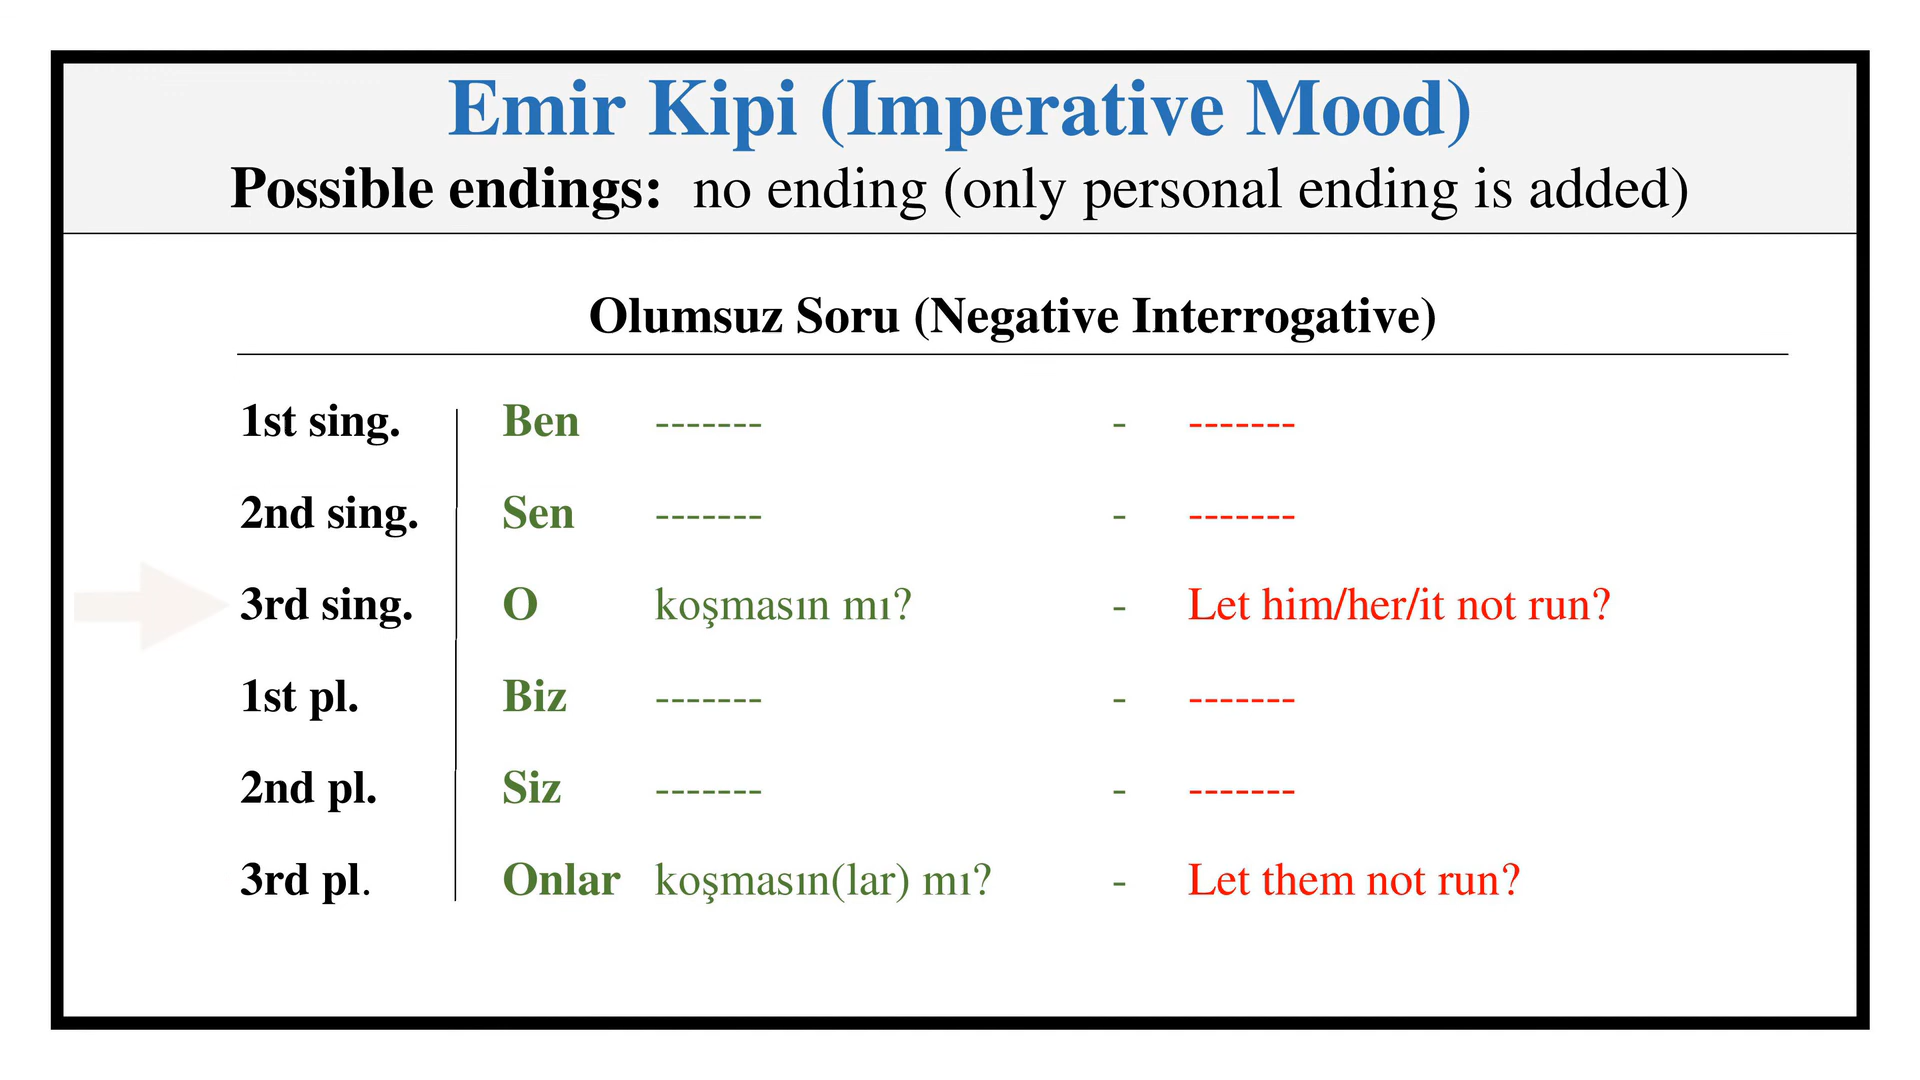 Emir Kipi (Imperative Mood)
Possible endings: no ending (only personal ending is added)
Olumsuz Soru (Negative Interrogative)
1st sing. Ben ------- - -------
2nd sing. Sen ------- - -------
3rd sing. O koşmasın mı? - Let him/her/it not run?
1st pl. Biz ------- - -------
2nd pl. Siz ------- - -------
3rd pl. Onlar koşmasın(lar) mı? - Let them not run?